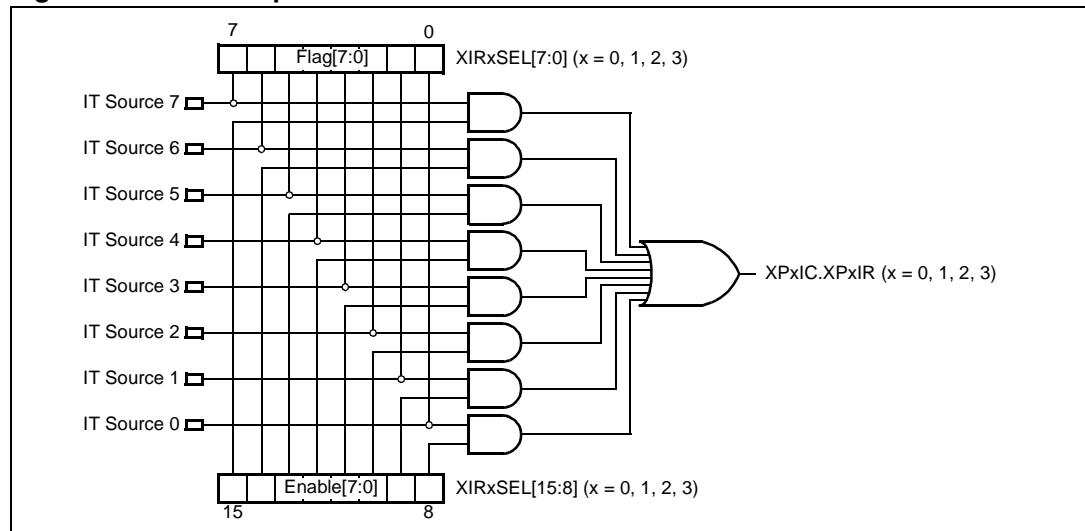 7 0
Flag[7:0] XIRxSEL[7:0] (x = 0, 1, 2, 3)
IT Source 7
IT Source 6
IT Source 5
IT Source 4
IT Source 3
XPxIC.XPxIR (x = 0, 1, 2, 3)
IT Source 2
IT Source 1
IT Source 0
Enable[7:0] XIRxSEL[15:8] (x = 0, 1, 2, 3)
15 8